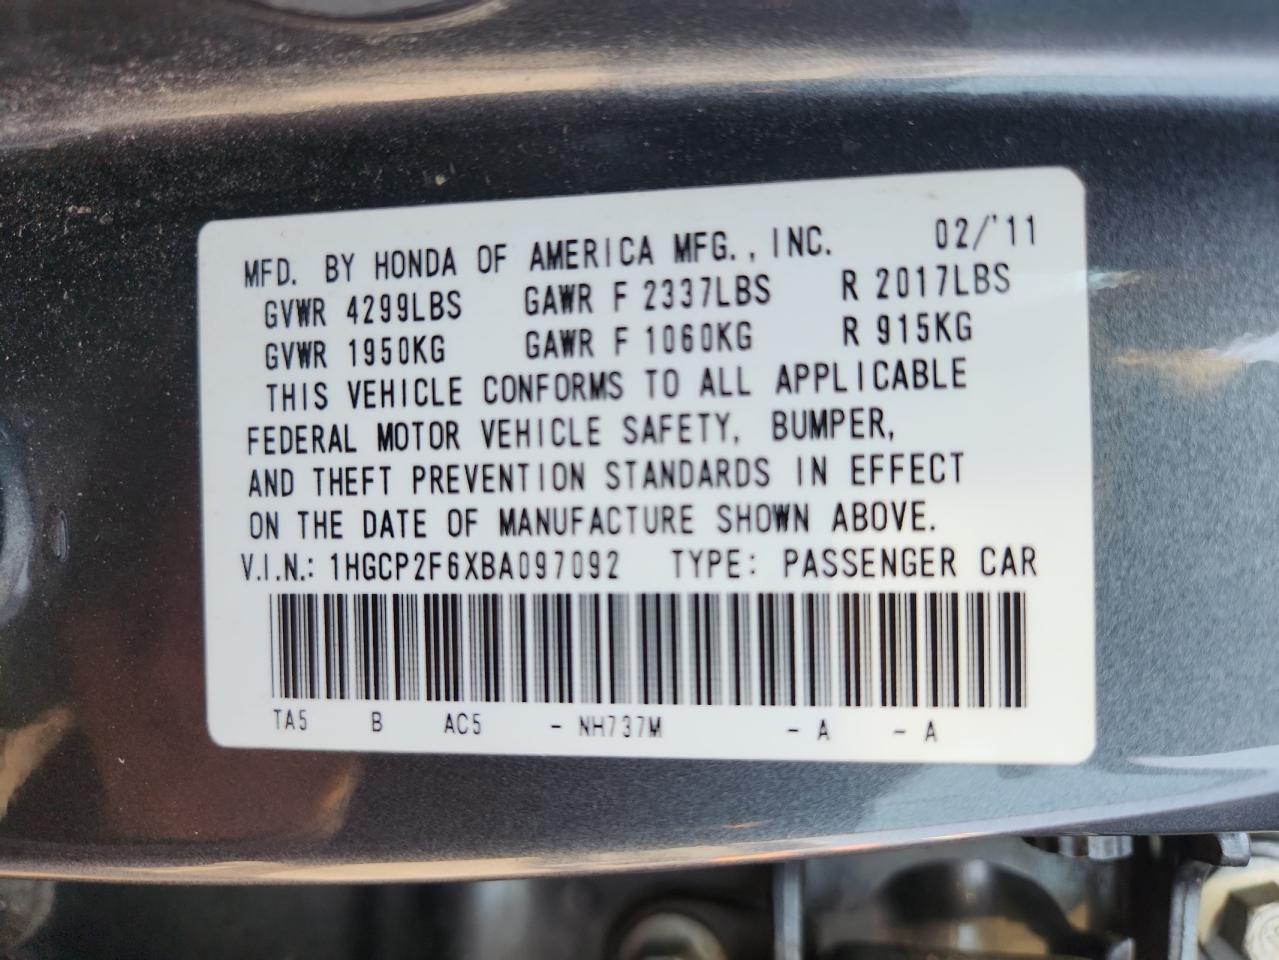 MFD. BY HONDA OF AMERICA MFG., INC. 02/'11
GVWR 4299LBS GAWR F 2337LBS R 2017LBS
GVWR 1950KG GAWR F 1060KG R 915KG
THIS VEHICLE CONFORMS TO ALL APPLICABLE
FEDERAL MOTOR VEHICLE SAFETY, BUMPER,
AND THEFT PREVENTION STANDARDS IN EFFECT
ON THE DATE OF MANUFACTURE SHOWN ABOVE.
V.I.N.: 1HGCP2F6XBA097092 TYPE: PASSENGER CAR
TA5 B AC5 - NH737M - A - A